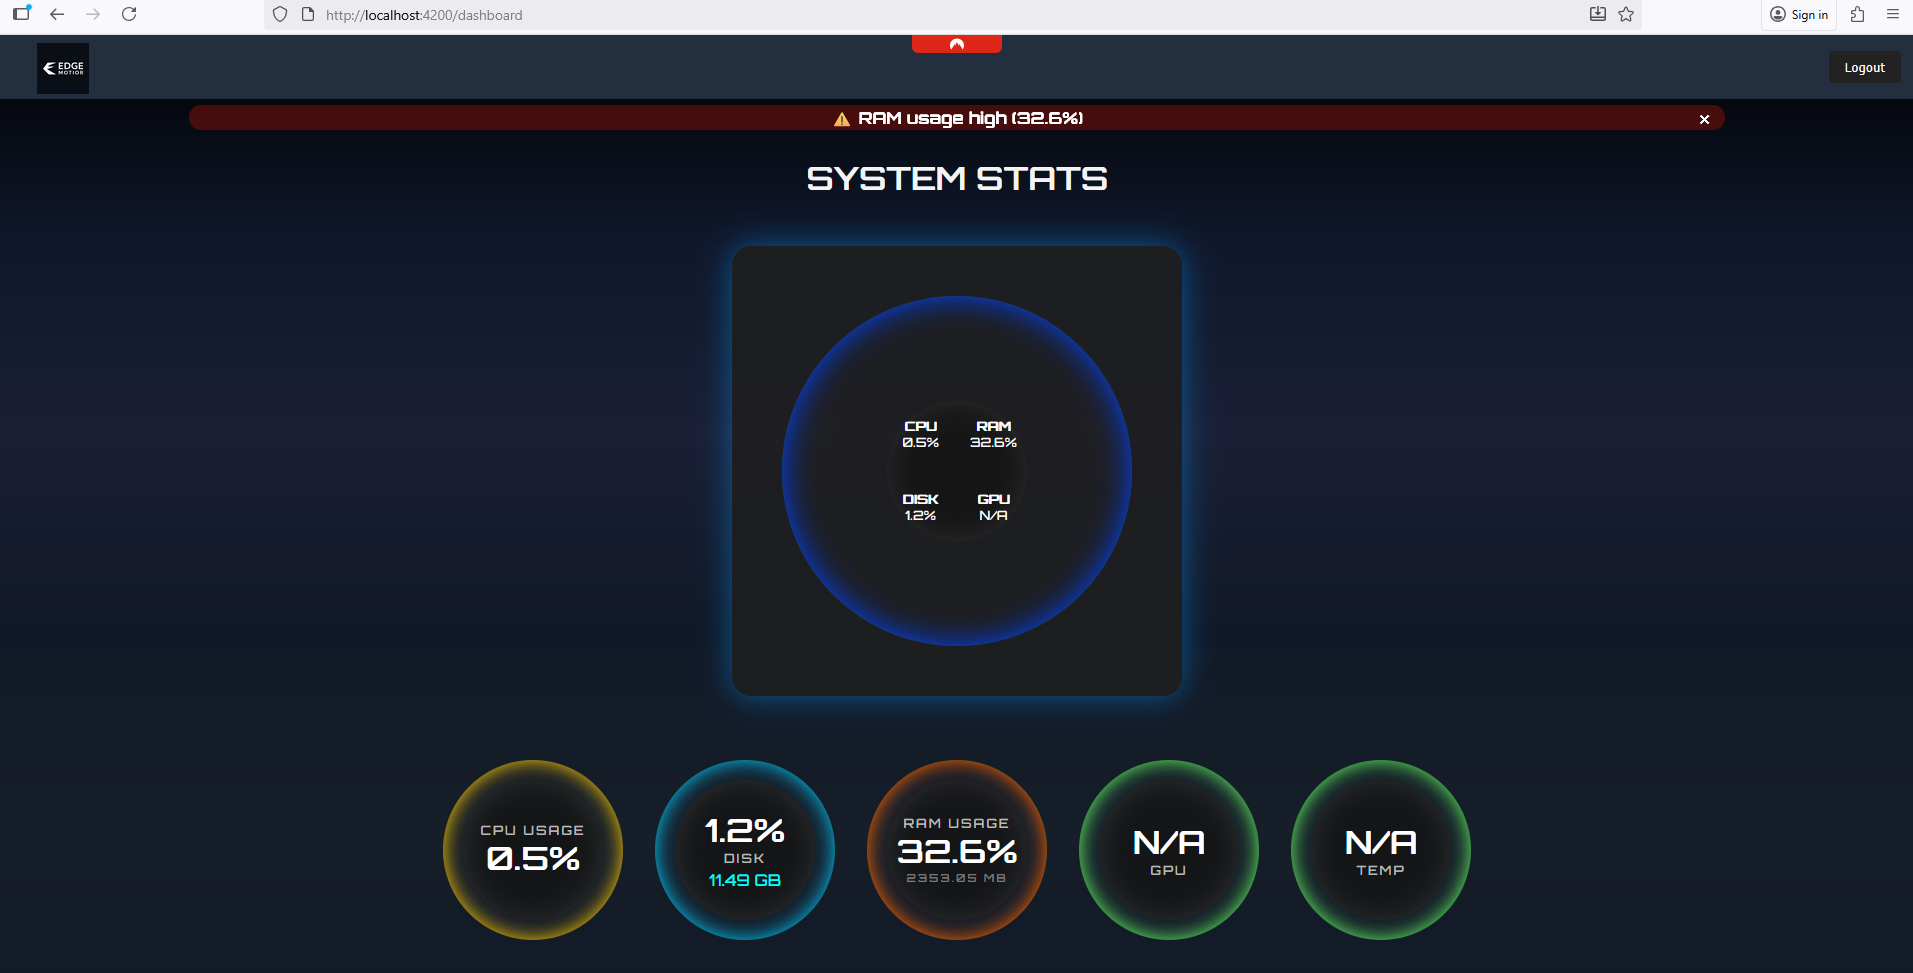 http://localhost:4200/dashboard
Sign in
EDGE
MOTION
Logout
⚠ RAM usage high (32.6%)
×
SYSTEM STATS
CPU RAM
0.5% 32.6%
DISK GPU
1.2% N/A
CPU USAGE
0.5%
1.2%
DISK
11.49 GB
RAM USAGE
32.6%
2353.05 MB
N/A
GPU
N/A
TEMP